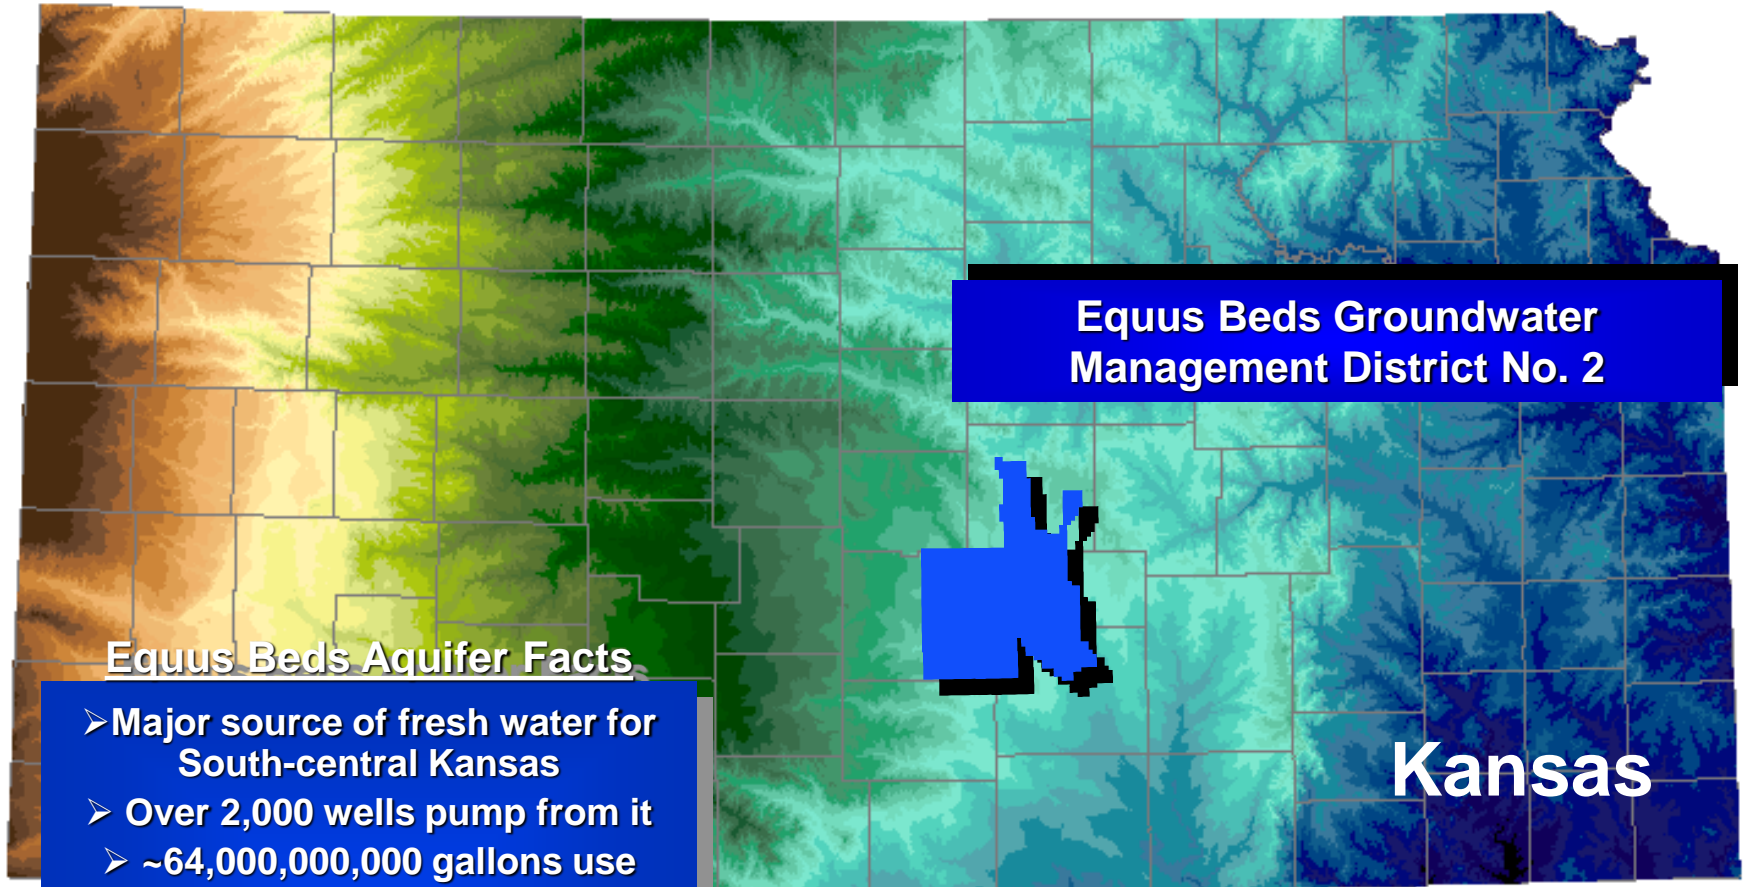 Equus Beds Groundwater
Management District No. 2
Equus Beds Aquifer Facts
➢Major source of fresh water for
South-central Kansas
➢ Over 2,000 wells pump from it
➢ ~64,000,000,000 gallons use
Kansas